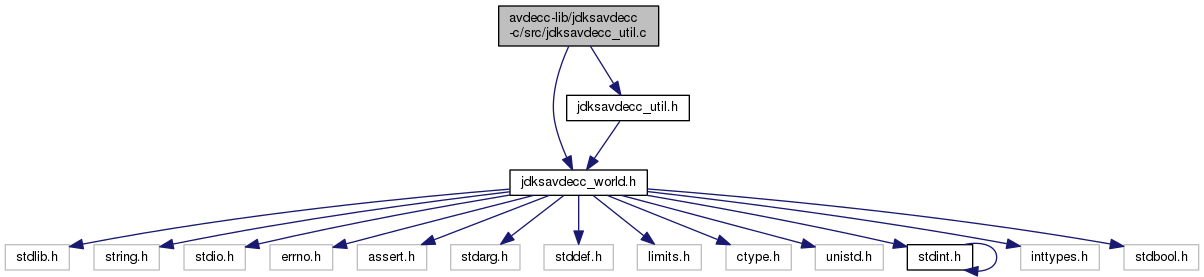 avdecc-lib/jdksavdecc
-c/src/jdksavdecc_util.c
jdksavdecc_util.h
jdksavdecc_world.h
stdlib.h
string.h
stdio.h
errno.h
assert.h
stdarg.h
stddef.h
limits.h
ctype.h
unistd.h
stdint.h
inttypes.h
stdbool.h